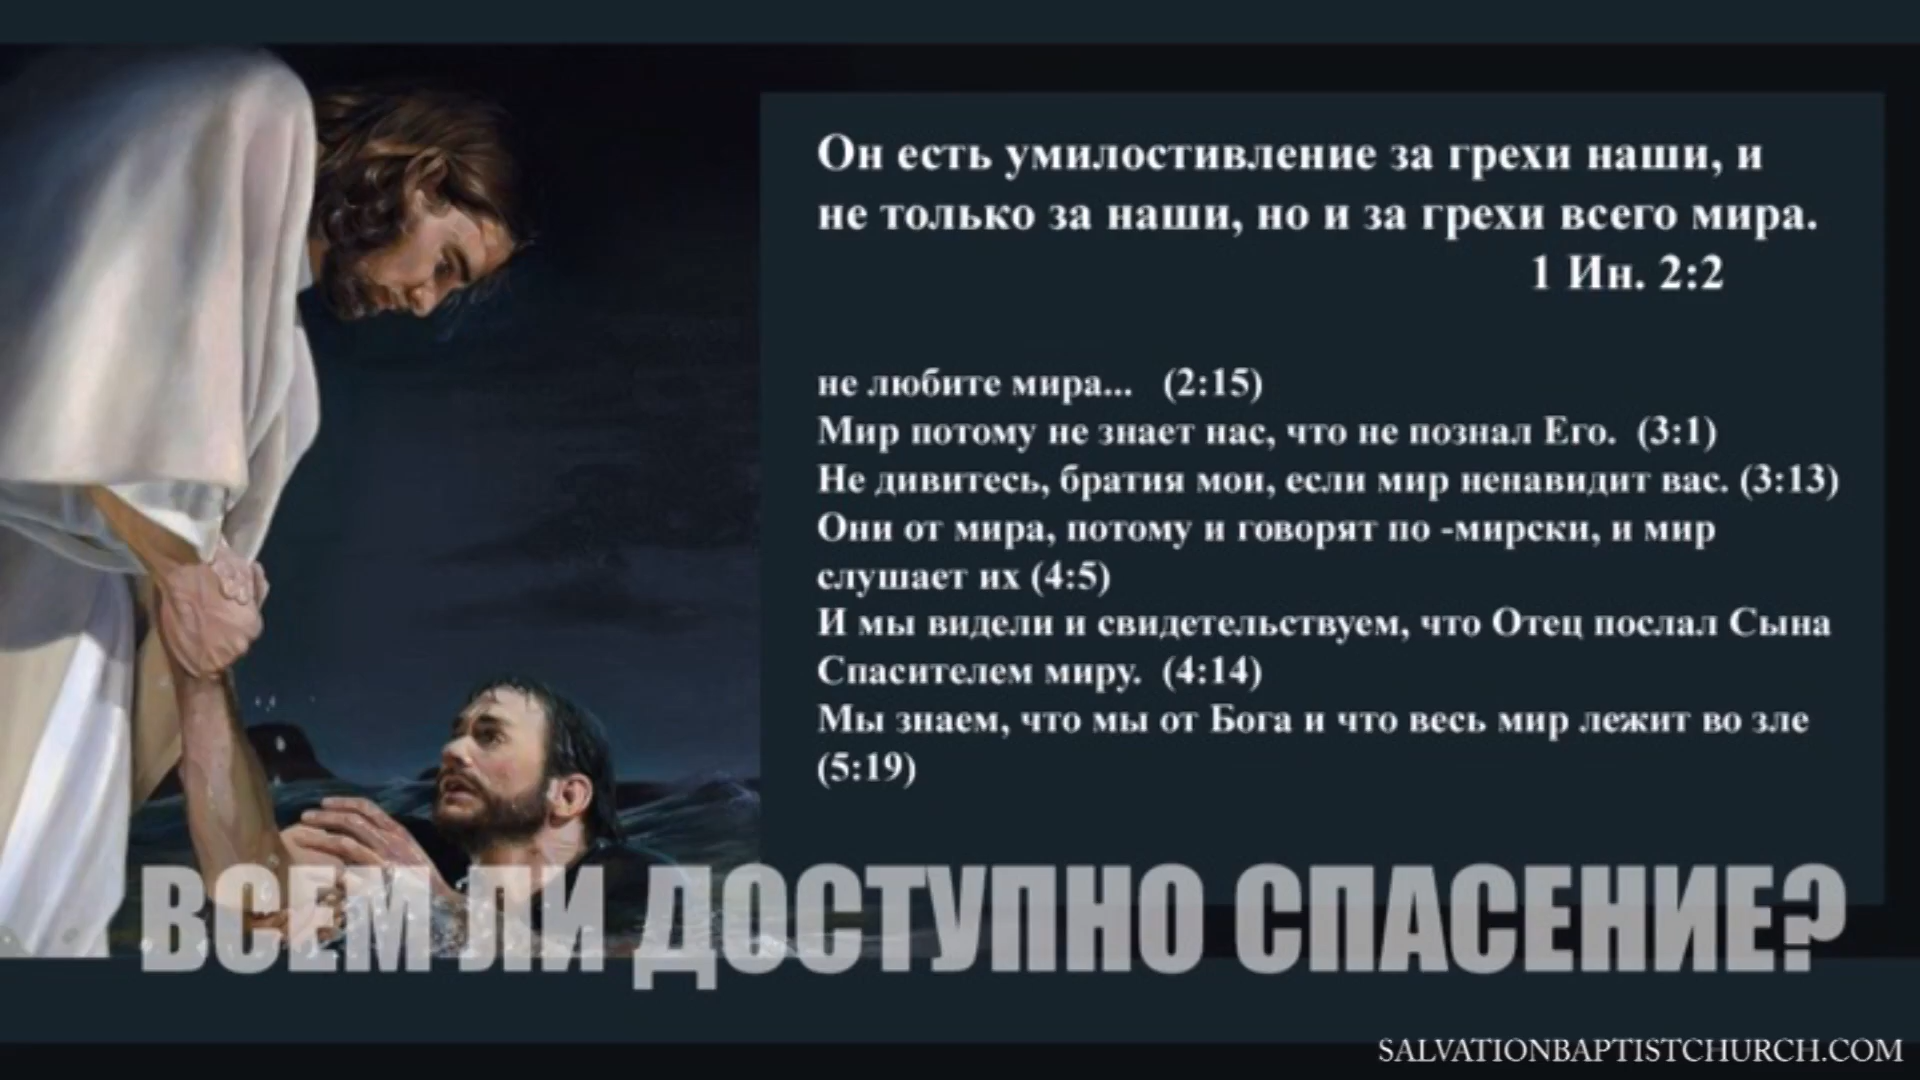 Он есть умилостивление за грехи наши, и
не только за наши, но и за грехи всего мира.
1 Ин. 2:2
не любите мира... (2:15)
Мир потому не знает нас, что не познал Его. (3:1)
Не дивитесь, братия мои, если мир ненавидит вас. (3:13)
Они от мира, потому и говорят по -мирски, и мир
слушает их (4:5)
И мы видели и свидетельствуем, что Отец послал Сына
Спасителем миру. (4:14)
Мы знаем, что мы от Бога и что весь мир лежит во зле
(5:19)
ВСЕМ ЛИ ДОСТУПНО СПАСЕНИЕ?
SALVATIONBAPTISTCHURCH.COM